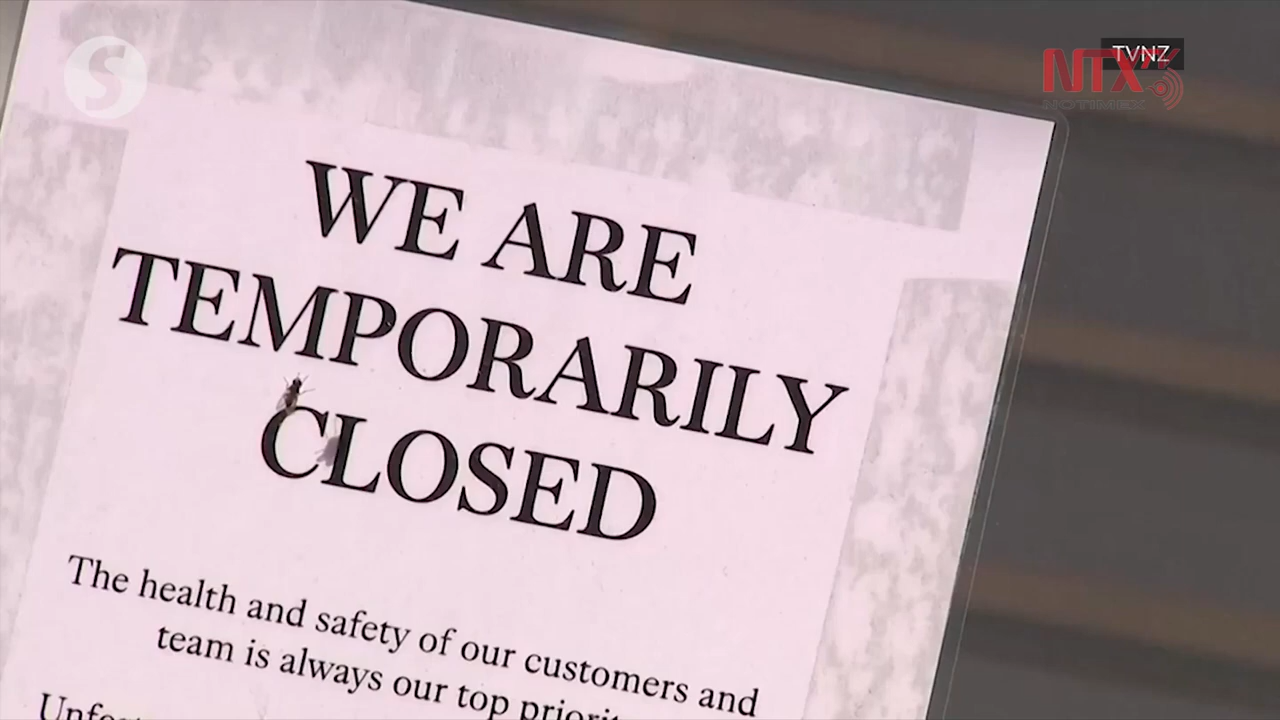 S
TVNZ
NTX
NOTIMEX
WE ARE
TEMPORARILY
CLOSED
The health and safety of our customers and
team is always our top